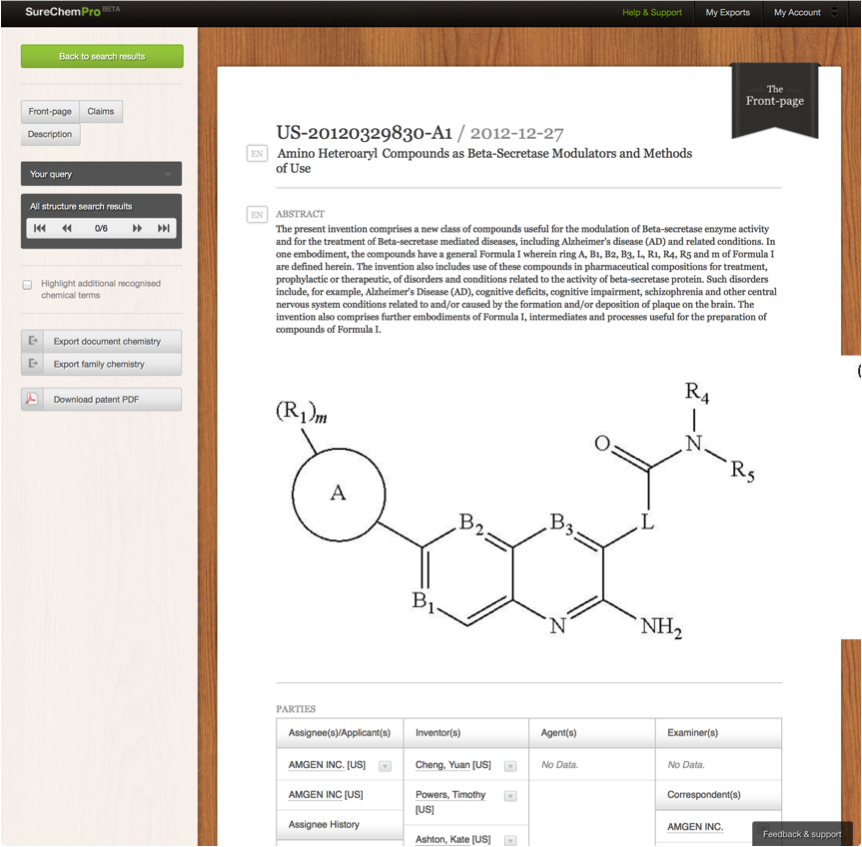 SureChemPro BETA
Help & Support
My Exports
My Account
Back to search results
Front-page
Claims
Description
Your query
All structure search results
0/6
Highlight additional recognised
chemical terms
Export document chemistry
Export family chemistry
Download patent PDF
The
Front-page
US-20120329830-A1 / 2012-12-27
EN
Amino Heteroaryl Compounds as Beta-Secretase Modulators and Methods
of Use
EN
ABSTRACT
The present invention comprises a new class of compounds useful for the modulation of Beta-secretase enzyme activity
and for the treatment of Beta-secretase mediated diseases, including Alzheimer's disease (AD) and related conditions. In
one embodiment, the compounds have a general Formula I wherein ring A, B1, B2, B3, L, R1, R4, R5 and m of Formula I
are defined herein. The invention also includes use of these compounds in pharmaceutical compositions for treatment,
prophylactic or therapeutic, of disorders and conditions related to the activity of beta-secretase protein. Such disorders
include, for example, Alzheimer's Disease (AD), cognitive deficits, cognitive impairment, schizophrenia and other central
nervous system conditions related to and/or caused by the formation and/or deposition of plaque on the brain. The
invention also comprises further embodiments of Formula I, intermediates and processes useful for the preparation of
compounds of Formula I.
(R1)m
A
B2
B1
B3
N
NH2
L
O
N
R4
R5
PARTIES
Assignee(s)/Applicant(s)
Inventor(s)
Agent(s)
Examiner(s)
AMGEN INC. [US]
Cheng, Yuan [US]
No Data.
No Data.
AMGEN INC [US]
Powers, Timothy
[US]
Correspondent(s)
Assignee History
Ashton, Kate [US]
AMGEN INC.
Feedback & support